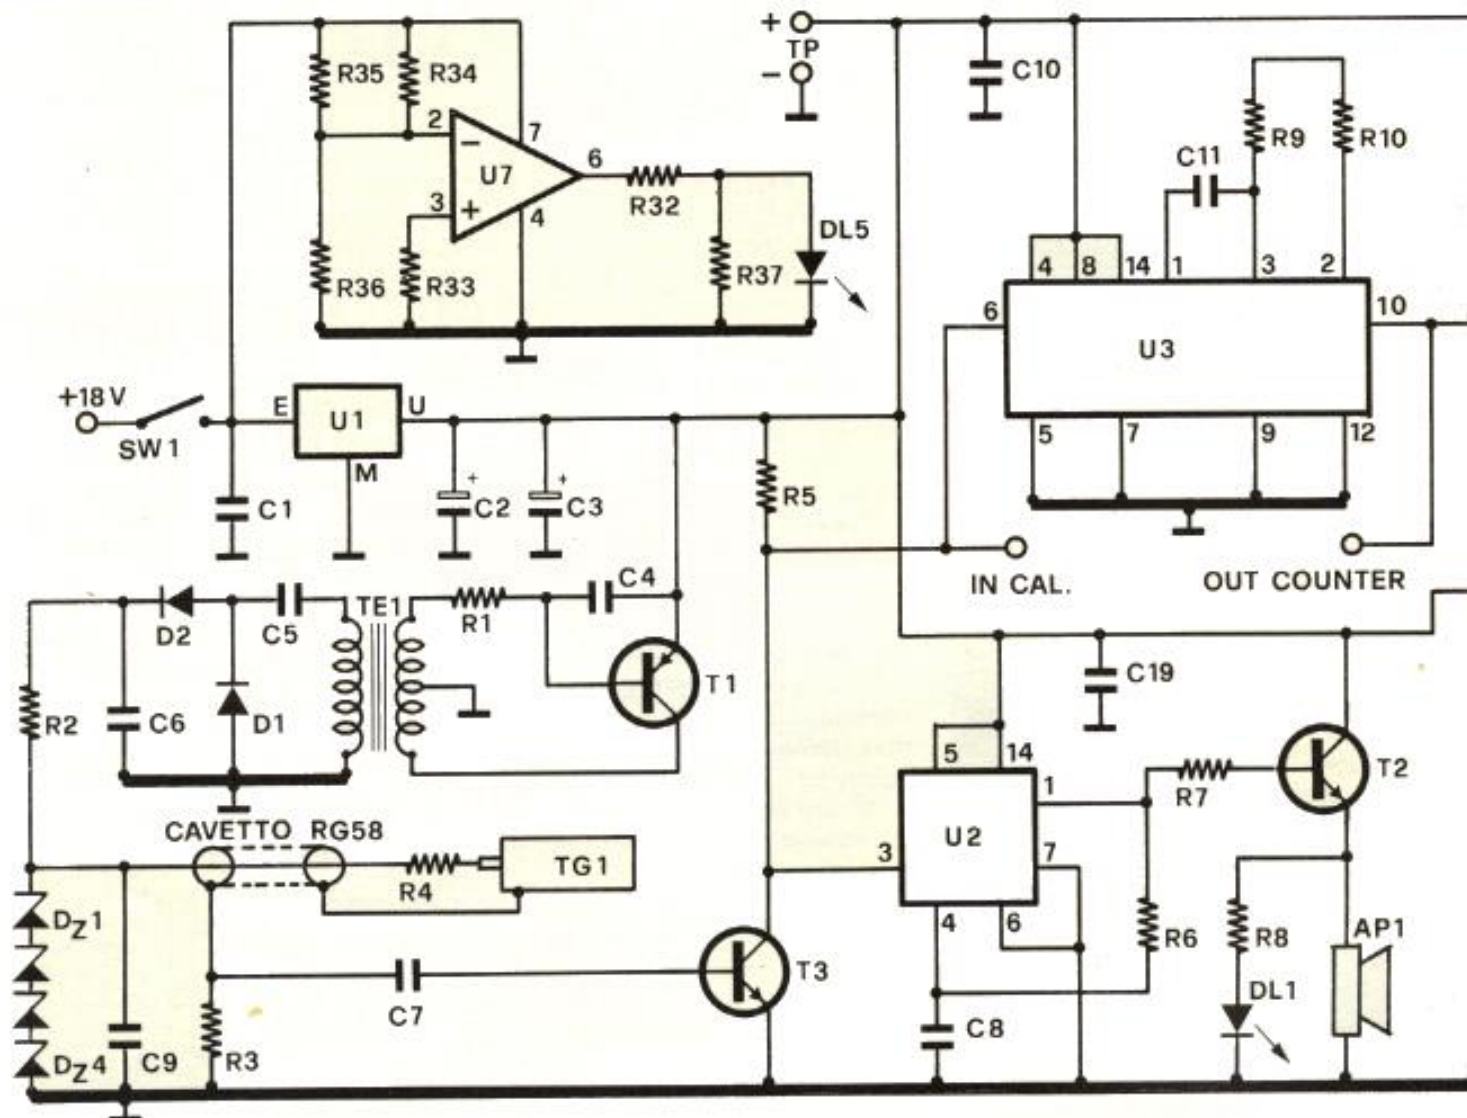 + TP
−
R35 R34 C10
2 7 R9 R10
− U7 6 C11
3 + 4 R32 DL5
R36 R33 R37 4 8 14 1 3 2
6 U3 10
+18V E U1 U
SW1 M 5 7 9 12
C1 C2 + C3 + R5
IN CAL. OUT COUNTER
D2 C5 TE1 R1 C4
R2 C6 D1 T1 C19
5 14 T2
CAVETTO RG58 1 R7
R4 TG1 3 U2 7
DZ1 4 6 R6 R8 AP1
C7 T3 DL1
DZ4 C9 R3 C8